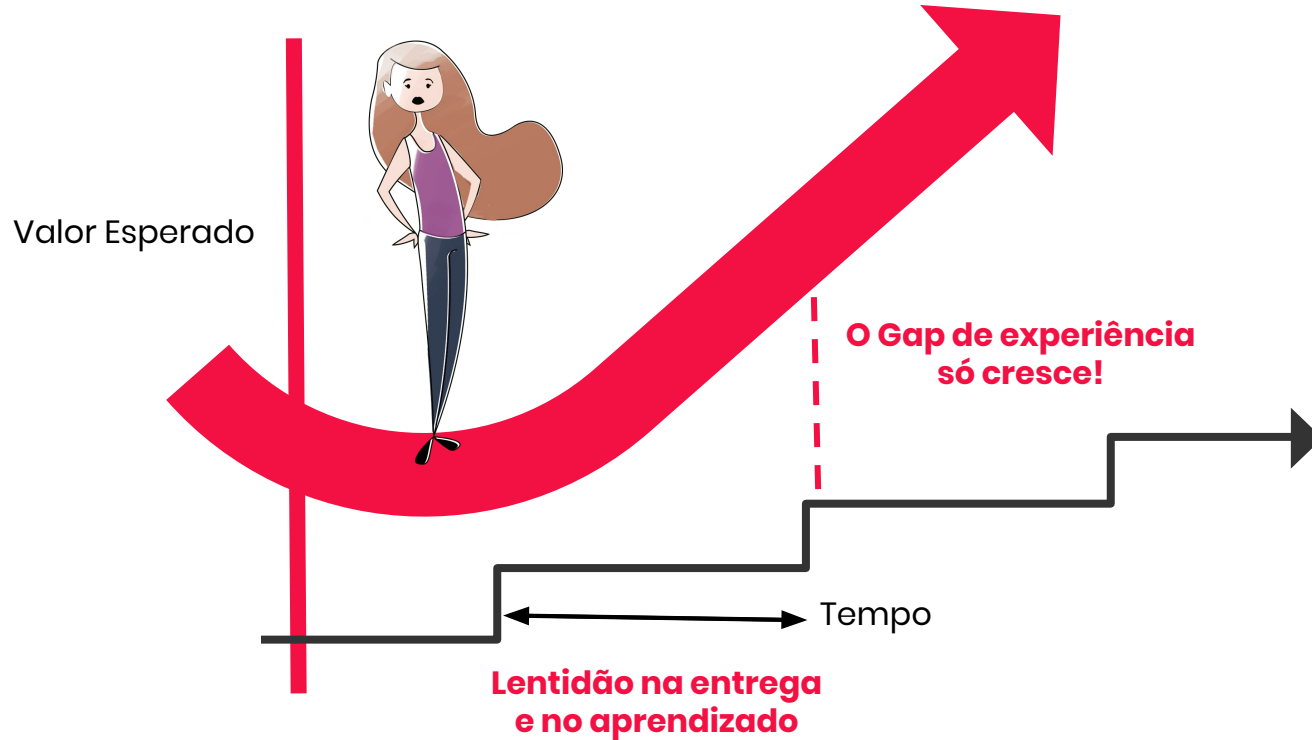 Valor Esperado
O Gap de experiência
só cresce!
Tempo
Lentidão na entrega
e no aprendizado